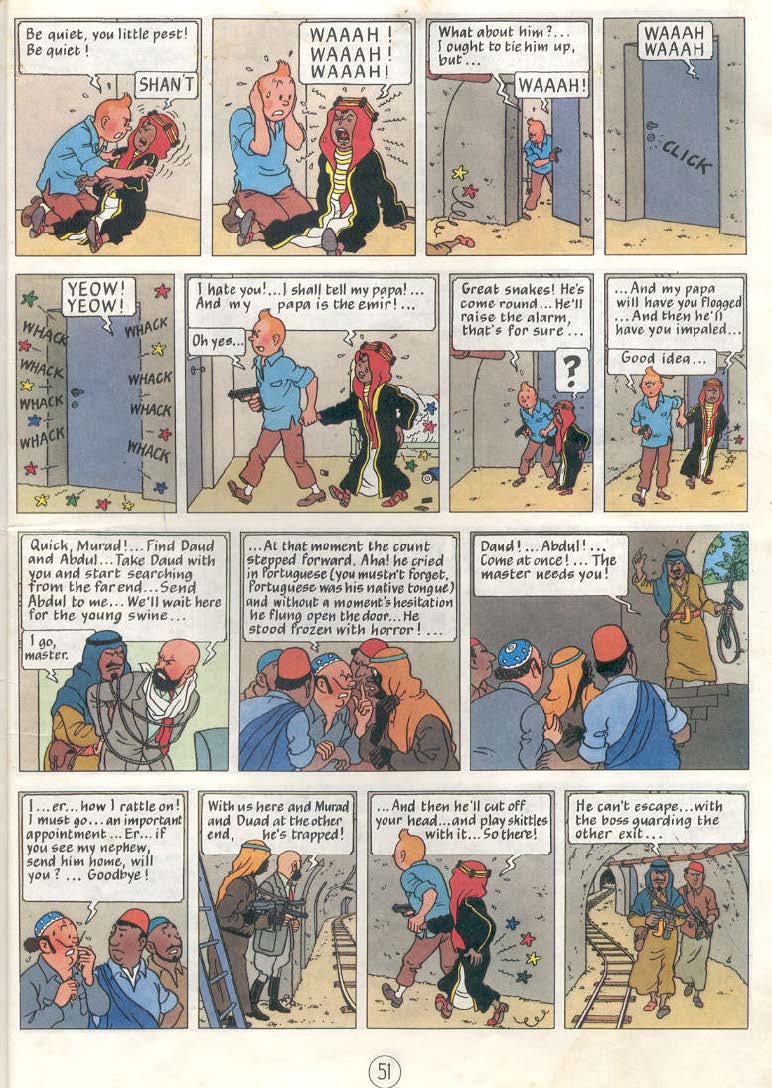 Be quiet, you little pest!
Be quiet!
SHAN'T
WAAAH!
WAAAH!
WAAAH!
What about him?...
I ought to tie him up,
but...
WAAAH!
WAAAH
WAAAH!
CLICK
YEOW!
YEOW!
WHACK
WHACK
WHACK
WHACK
WHACK
WHACK
WHACK
WHACK
I hate you!...I shall tell my papa!...
And my papa is the emir!...
Oh yes...
Great snakes! He's
come round...He'll
raise the alarm,
that's for sure...
?
...And my papa
will have you flogged
...And then he'll
have you impaled...
Good idea...
Quick, Murad!... Find Daud
and Abdul...Take Daud with
you and start searching
from the far end... Send
Abdul to me... We'll wait here
for the young swine...
I go,
master.
...At that moment the count
stepped forward. Aha! he cried
in Portuguese (you mustn't forget,
Portuguese was his native tongue)
and without a moment's hesitation
he flung open the door...He
stood frozen with horror!...
Daud!...Abdul!...
Come at once!... The
master needs you!
I...er...how I rattle on!
I must go...an important
appointment...Er...if
you see my nephew,
send him home, will
you?... Goodbye!
With us here and Murad
and Duad at the other
end, he's trapped!
...And then he'll cut off
your head...and play skittles
with it... So there!
He can't escape...with
the boss guarding the
other exit...
51